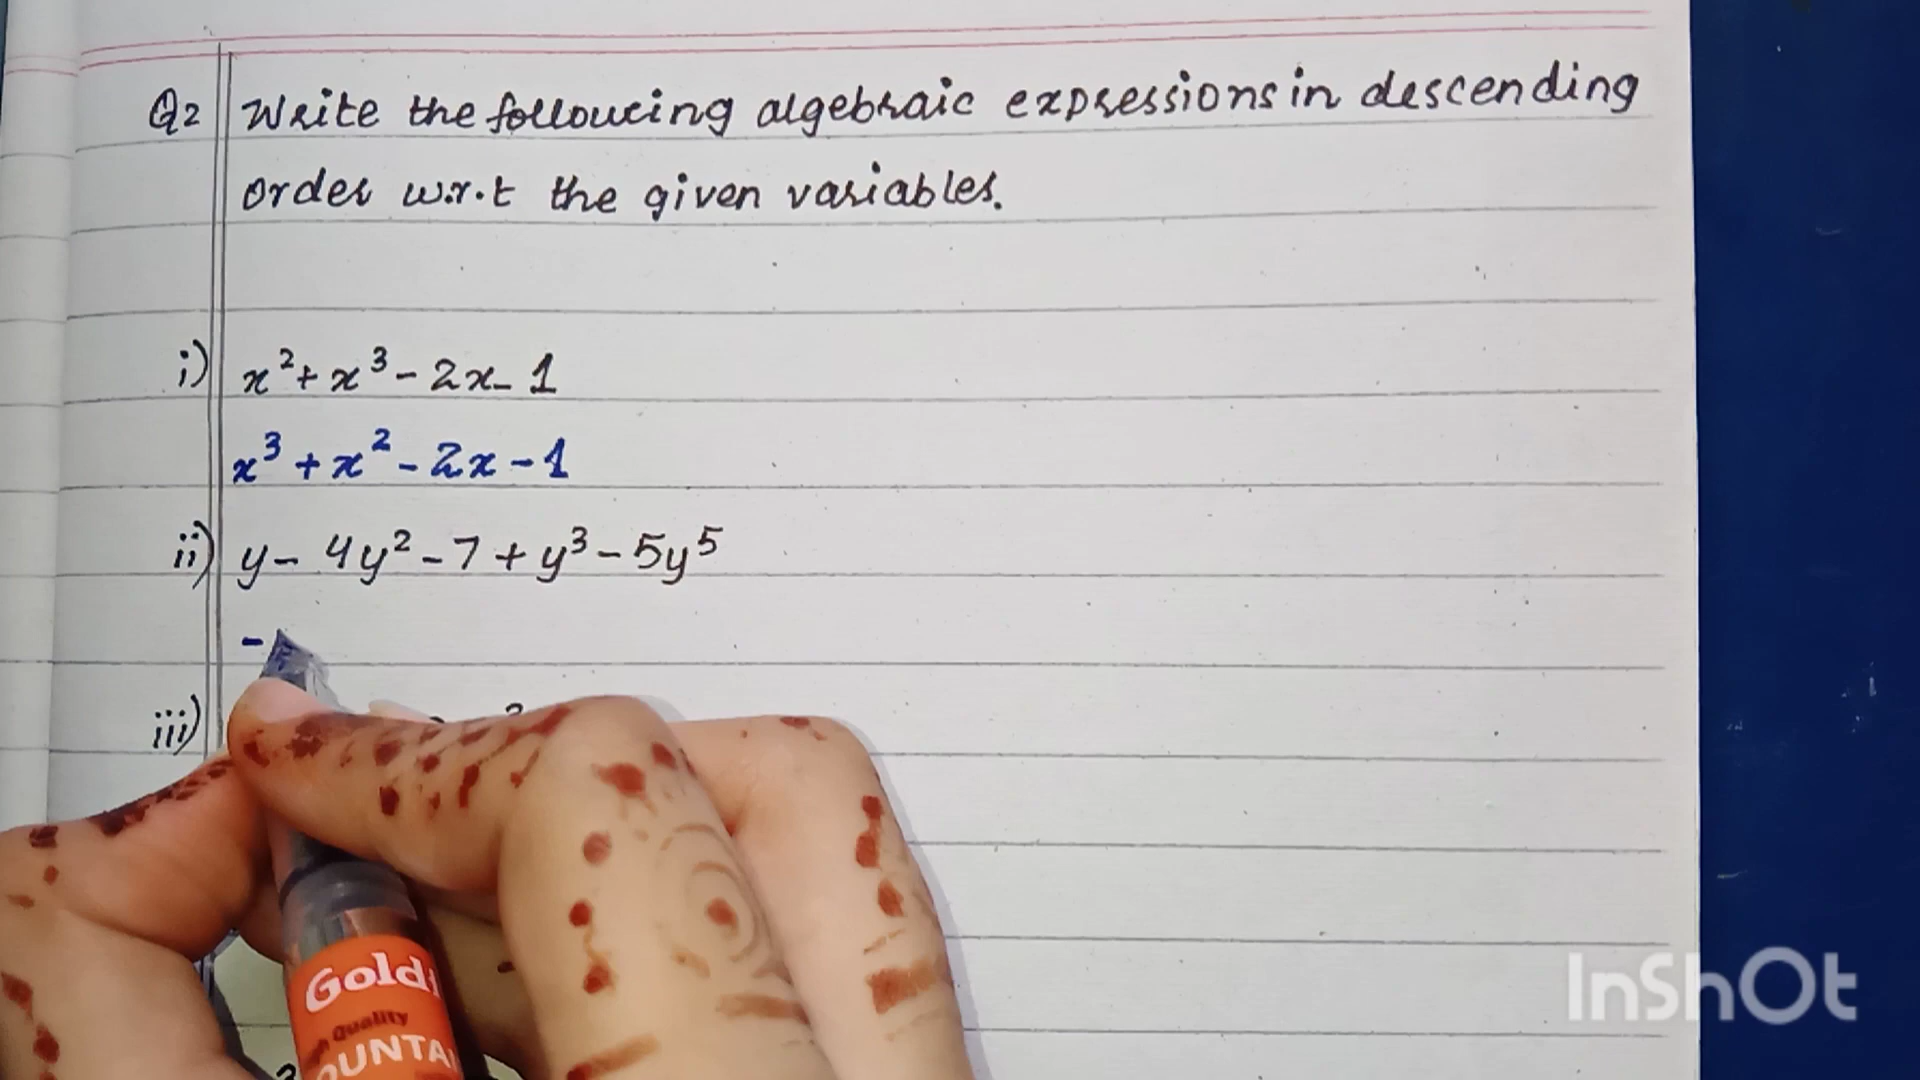 Q2 Write the following algebraic expressions in descending
order w.r.t the given variables.
i) x² + x³ - 2x - 1
x³ + x² - 2x - 1
ii) y - 4y² - 7 + y³ - 5y⁵
-
iii)
Gold
Quality
InShOt